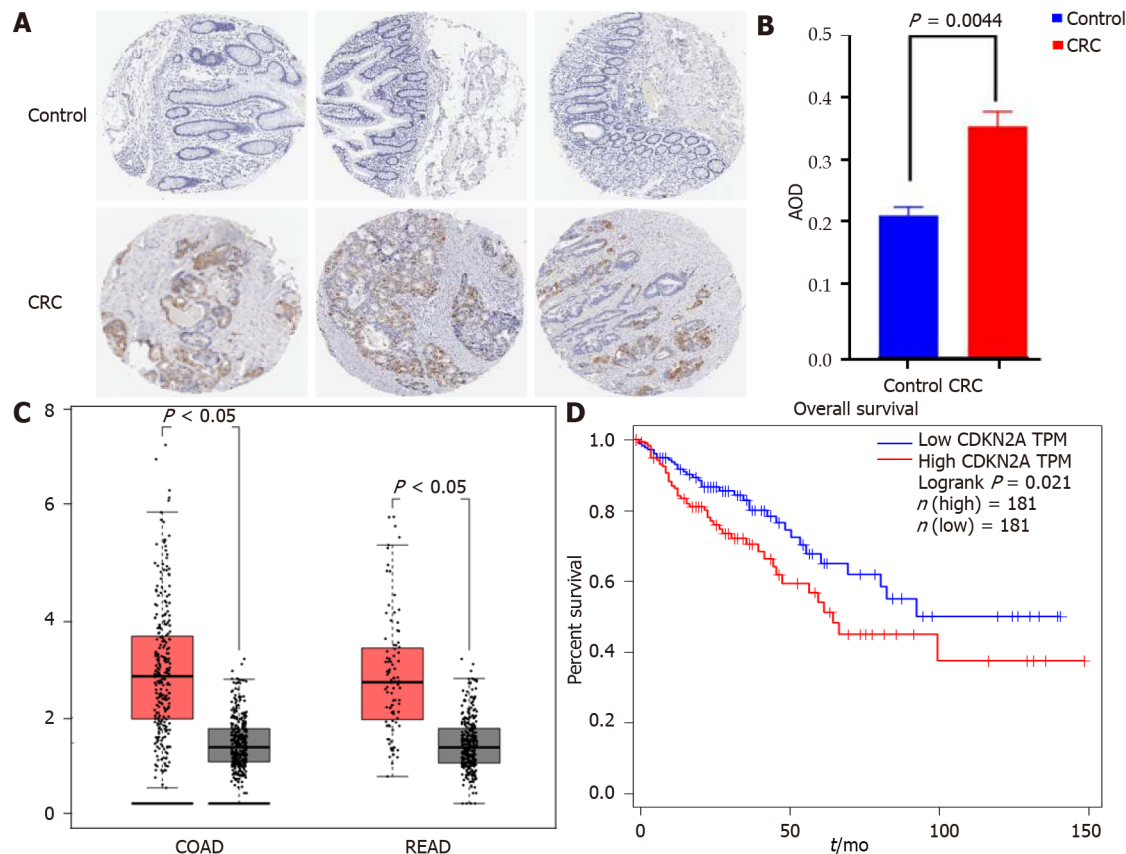 A
Control
CRC
B
P = 0.0044
Control
CRC
0.5
0.4
0.3
0.2
0.1
0.0
AOD
Control CRC
C
8
6
4
2
0
P < 0.05
P < 0.05
COAD
READ
D
Overall survival
Low CDKN2A TPM
High CDKN2A TPM
Logrank P = 0.021
n (high) = 181
n (low) = 181
Percent survival
1.0
0.8
0.6
0.4
0.2
0.0
0
50
100
150
t/mo